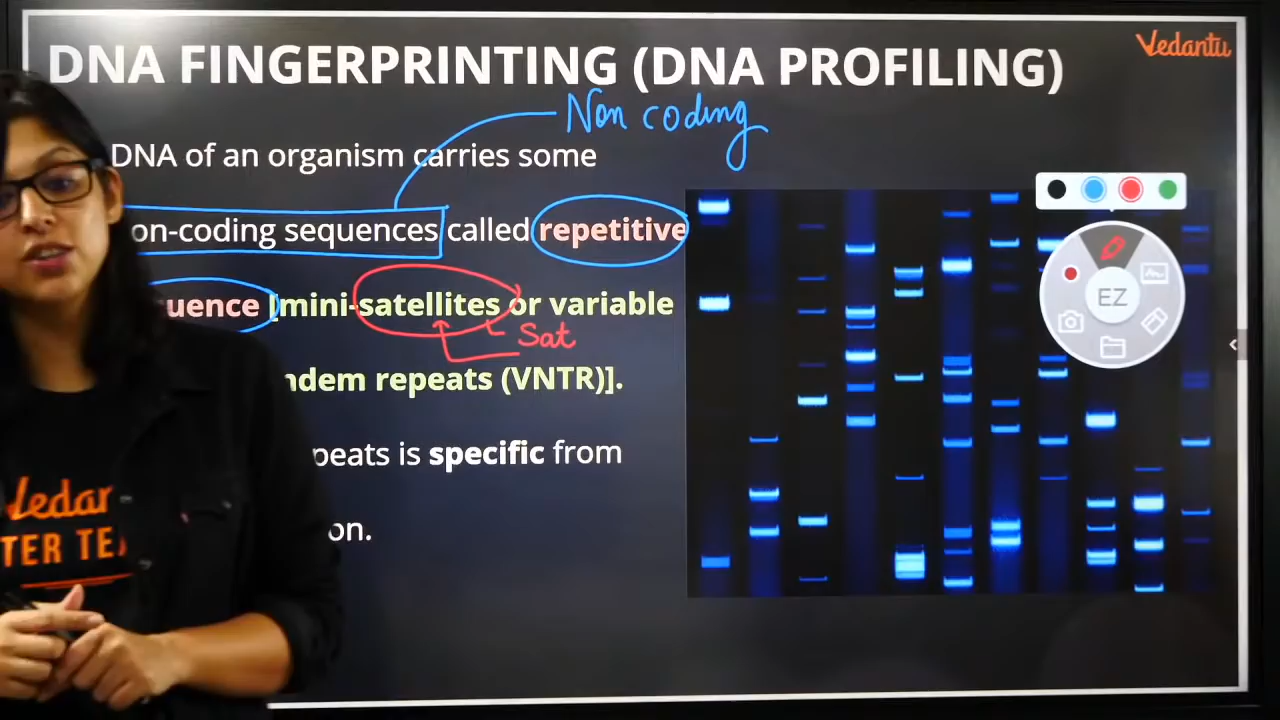 DNA FINGERPRINTING (DNA PROFILING)
Vedantu
Non coding
DNA of an organism carries some
on-coding sequences called repetitive
uence [mini-satellites or variable
Sat
ndem repeats (VNTR)].
peats is specific from
on.
EZ
Vedan
TER TE